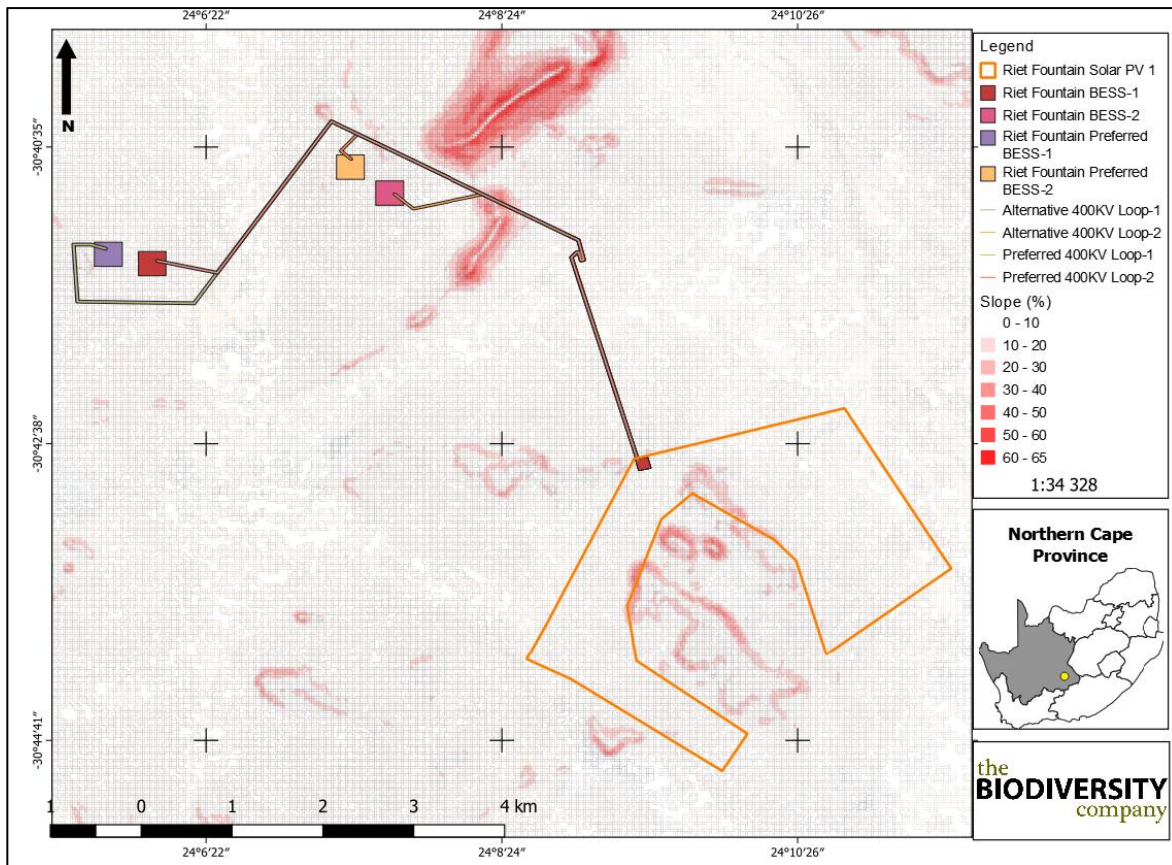 24°6′22″ 24°8′24″ 24°10′26″
N
-30°40′35″
-30°42′38″
-30°44′41″
1 0 1 2 3 4 km
24°6′22″ 24°8′24″ 24°10′26″
Legend
Riet Fountain Solar PV 1
Riet Fountain BESS-1
Riet Fountain BESS-2
Riet Fountain Preferred
BESS-1
Riet Fountain Preferred
BESS-2
Alternative 400KV Loop-1
Alternative 400KV Loop-2
Preferred 400KV Loop-1
Preferred 400KV Loop-2
Slope (%)
0 - 10
10 - 20
20 - 30
30 - 40
40 - 50
50 - 60
60 - 65
1:34 328
Northern Cape
Province
the
BIODIVERSITY
company